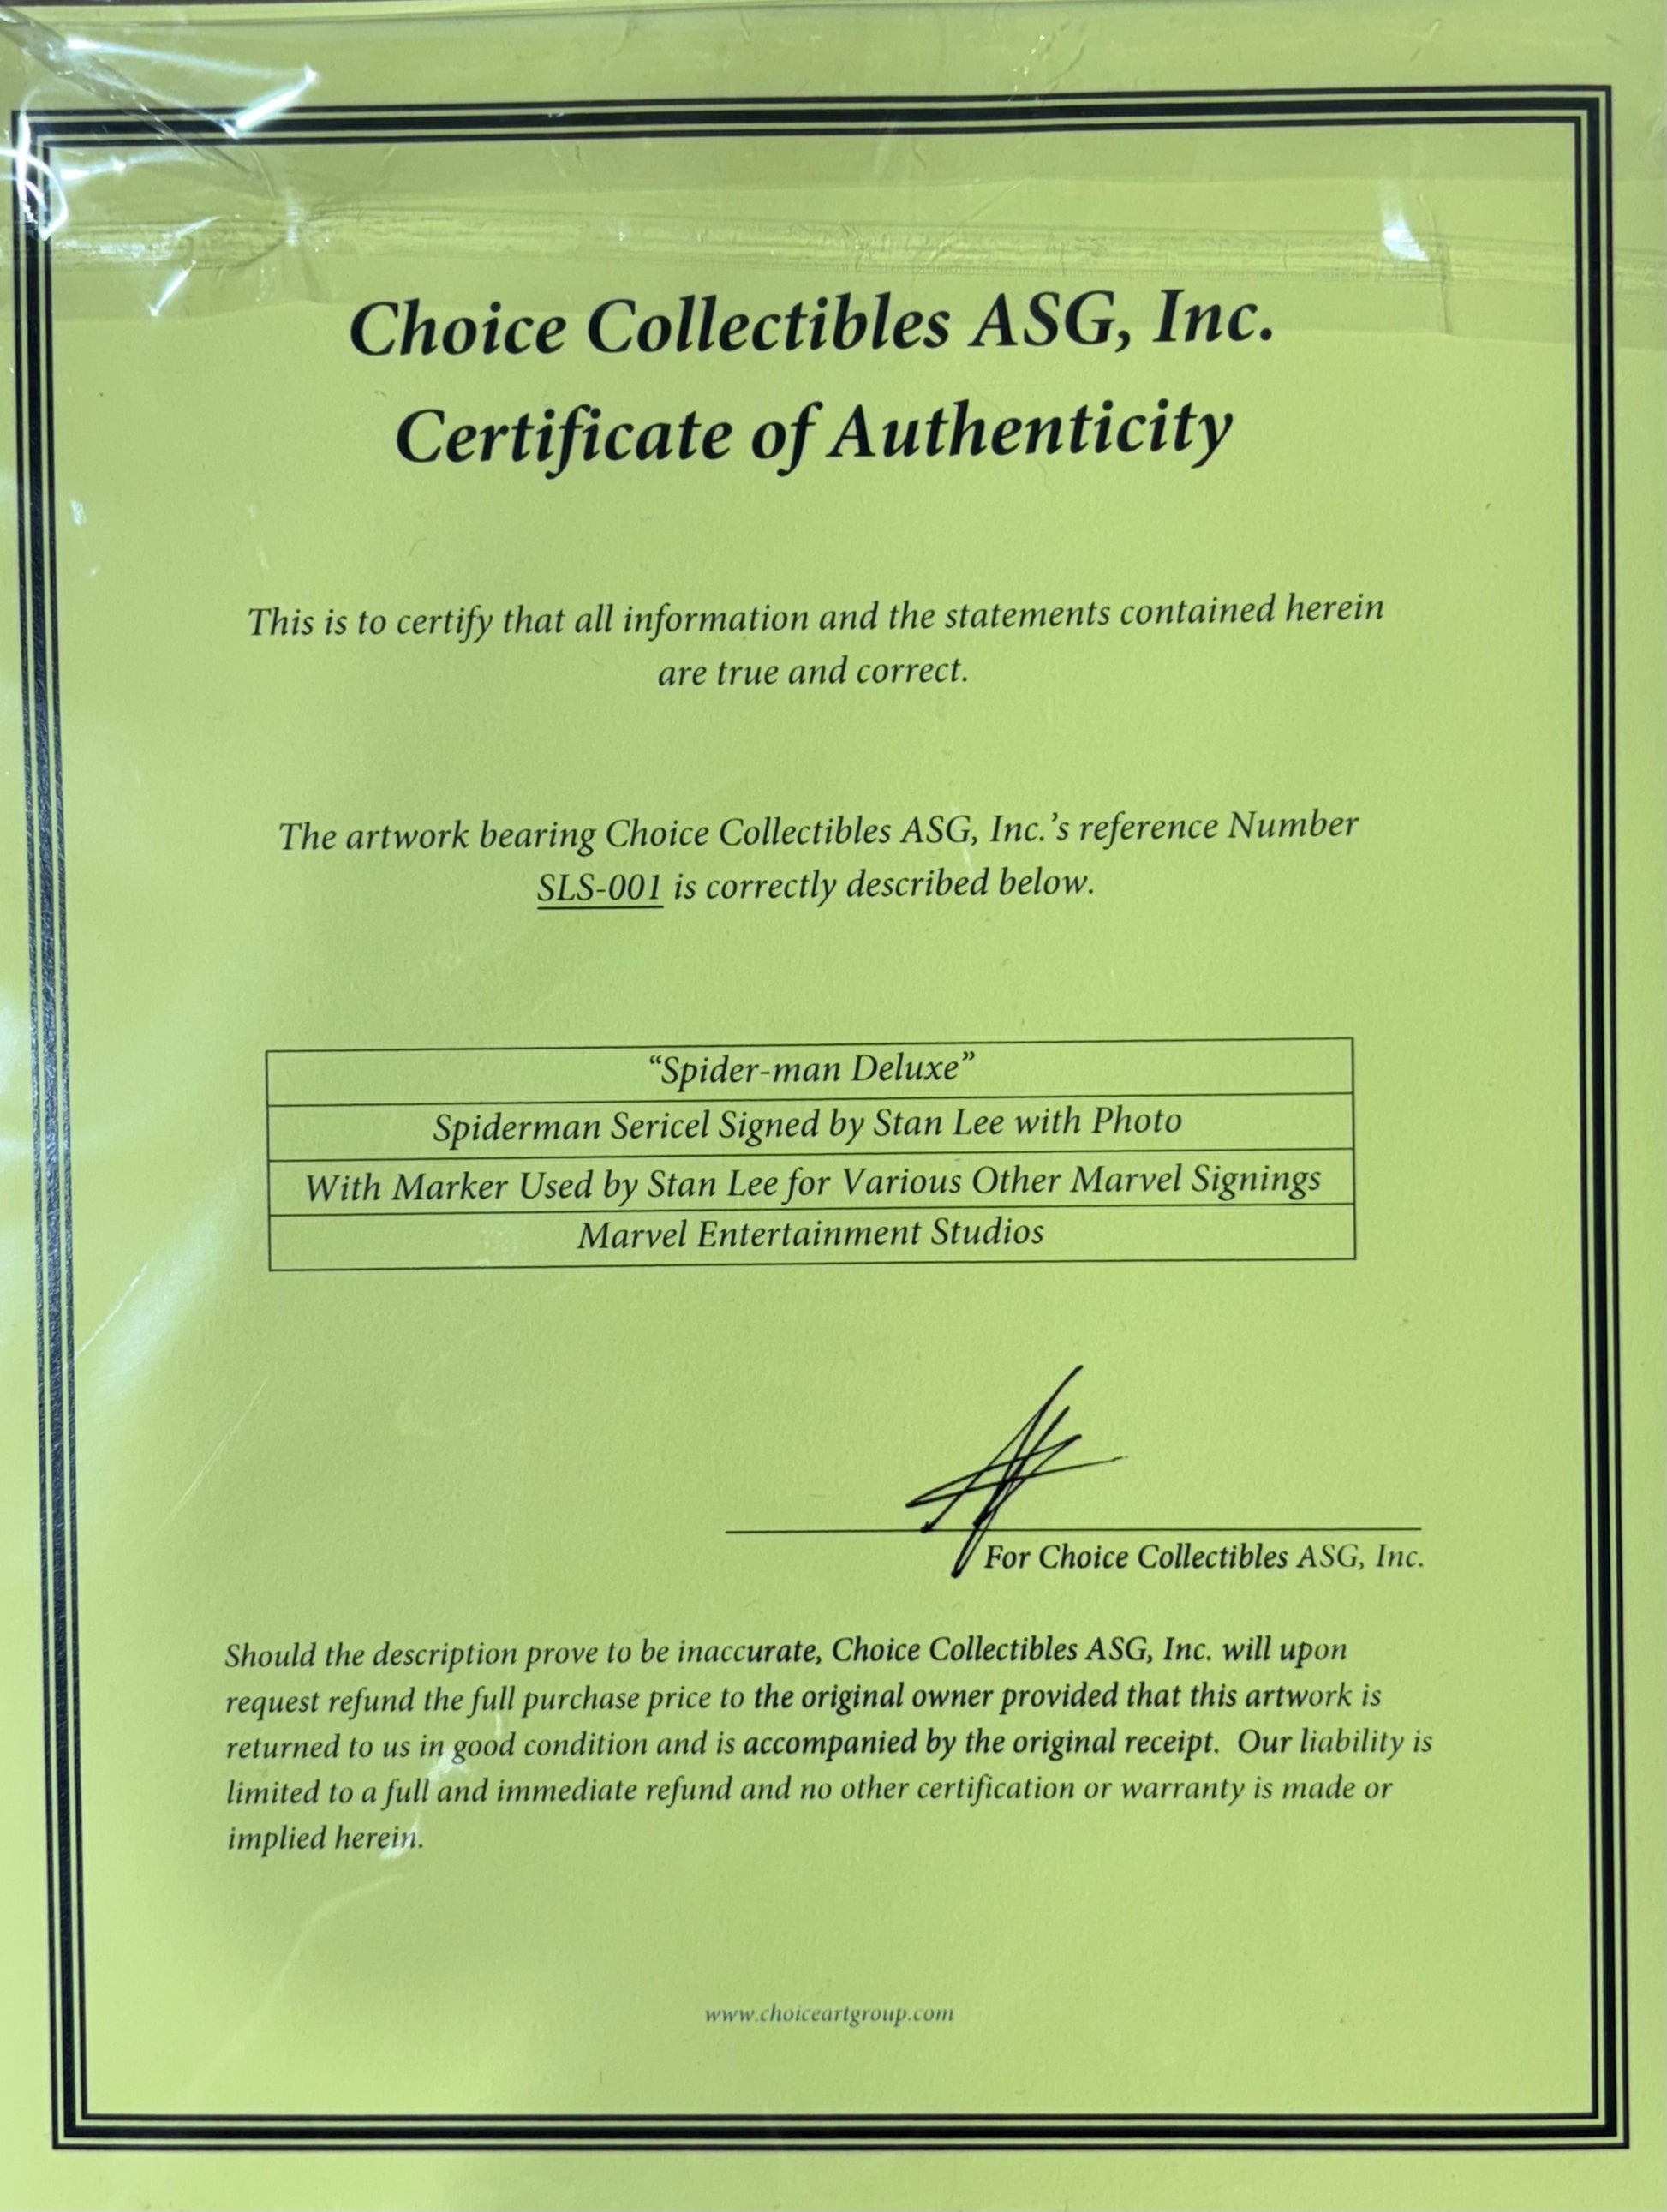 Choice Collectibles ASG, Inc.
Certificate of Authenticity
This is to certify that all information and the statements contained herein
are true and correct.
The artwork bearing Choice Collectibles ASG, Inc.’s reference Number
SLS-001 is correctly described below.
“Spider-man Deluxe”
Spiderman Sericel Signed by Stan Lee with Photo
With Marker Used by Stan Lee for Various Other Marvel Signings
Marvel Entertainment Studios
For Choice Collectibles ASG, Inc.
Should the description prove to be inaccurate, Choice Collectibles ASG, Inc. will upon
request refund the full purchase price to the original owner provided that this artwork is
returned to us in good condition and is accompanied by the original receipt. Our liability is
limited to a full and immediate refund and no other certification or warranty is made or
implied herein.
www.choiceartgroup.com